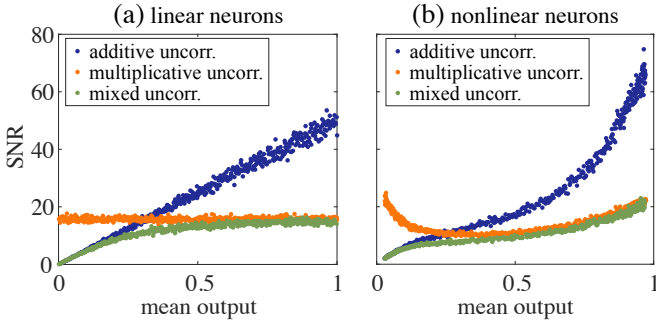 (a) linear neurons
(b) nonlinear neurons
80
60
40
20
0
SNR
additive uncorr.
multiplicative uncorr.
mixed uncorr.
0
0.5
1
mean output
additive uncorr.
multiplicative uncorr.
mixed uncorr.
0
0.5
1
mean output